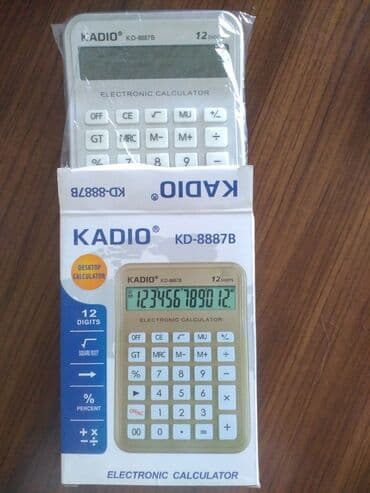 KADIO® KD-8887B 12 DIGITS
ELECTRONIC CALCULATOR
OFF CE √ MU +/−
GT MRC M- M+ ÷
% 7 8 9 −
KADIO® KD-8887B
KADIO® KD-8887B
DESKTOP
CALCULATOR
12
DIGITS
√
SQUARE ROOT
→
%
PERCENT
+ ×
− ÷
KADIO® KD-8887B 12 DIGITS
123456789012
ELECTRONIC CALCULATOR
OFF CE √ MU +/−
GT MRC M- M+ ÷
% 7 8 9 −
▶ 4 5 6 ×
1 2 3
00 0 · = +
ELECTRONIC CALCULATOR